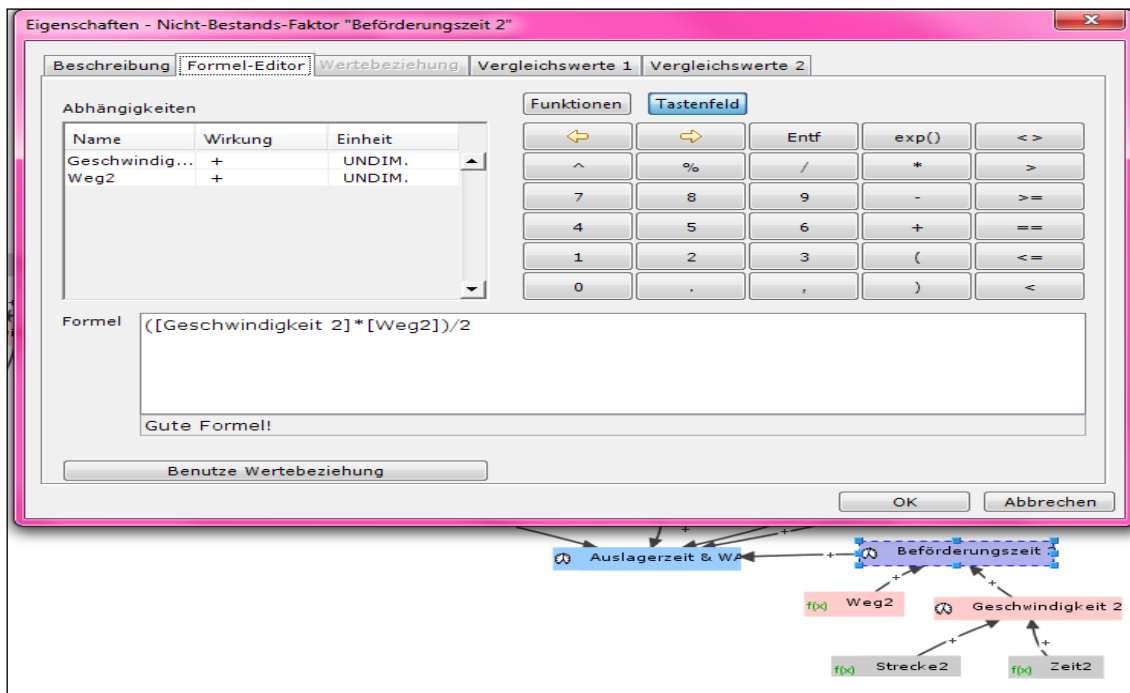 Eigenschaften - Nicht-Bestands-Faktor "Beförderungszeit 2"
x
Beschreibung Formel-Editor Wertebeziehung Vergleichswerte 1 Vergleichswerte 2
Abhängigkeiten
Funktionen Tastenfeld
Name Wirkung Einheit
Geschwindig... + UNDIM.
Weg2 + UNDIM.
Entf exp() <>
^ % / * >
7 8 9 - >=
4 5 6 + ==
1 2 3 ( <=
0 . , ) <
Formel ([Geschwindigkeit 2]*[Weg2])/2
Gute Formel!
Benutze Wertebeziehung
OK Abbrechen
+
+
Auslagerzeit & WA
+
Beförderungszeit
+
+
f(x) Weg2
Geschwindigkeit 2
+
+
f(x) Strecke2
f(x) Zeit2